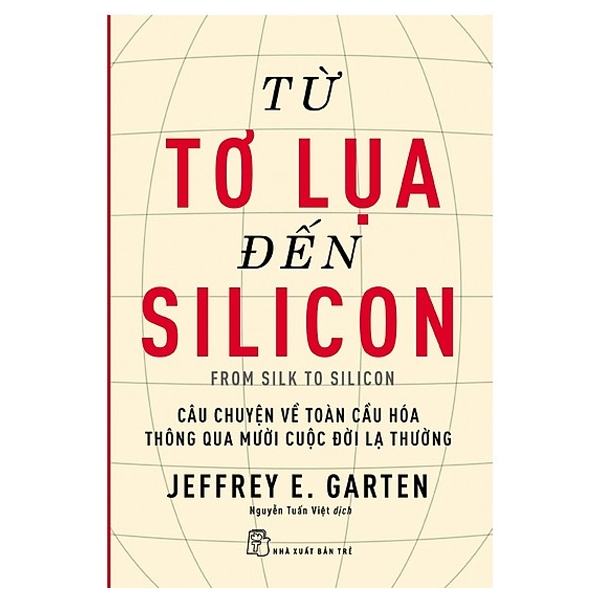 TỪ
TƠ LỤA
ĐẾN
SILICON
FROM SILK TO SILICON
CÂU CHUYỆN VỀ TOÀN CẦU HÓA
THÔNG QUA MƯỜI CUỘC ĐỜI LẠ THƯỜNG
JEFFREY E. GARTEN
Nguyễn Tuấn Việt dịch
NHÀ XUẤT BẢN TRẺ